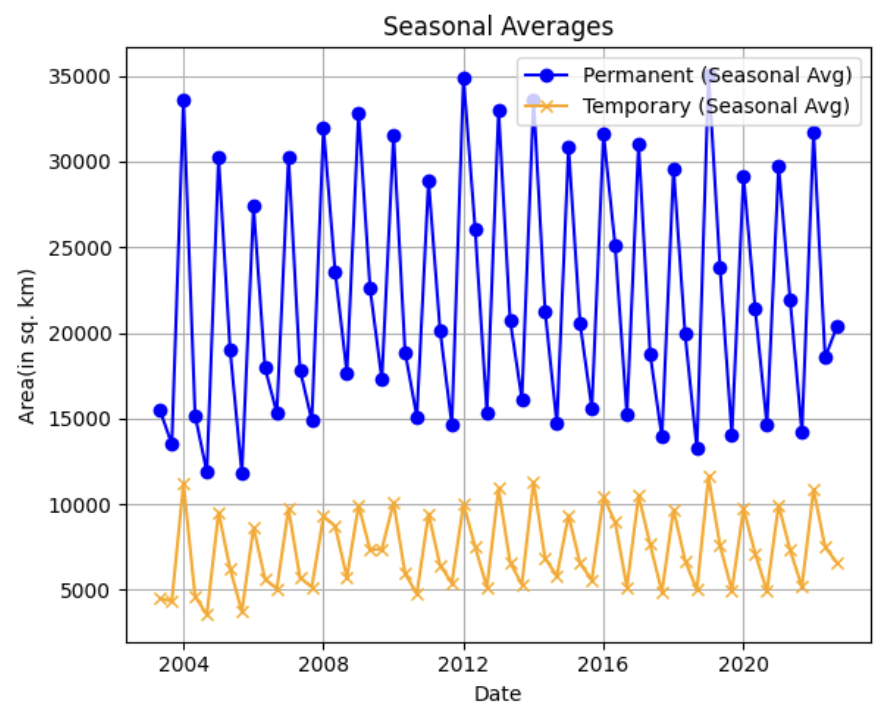 Seasonal Averages
Permanent (Seasonal Avg)
Temporary (Seasonal Avg)
35000
30000
25000
20000
15000
10000
5000
Area(in sq. km)
2004 2008 2012 2016 2020
Date